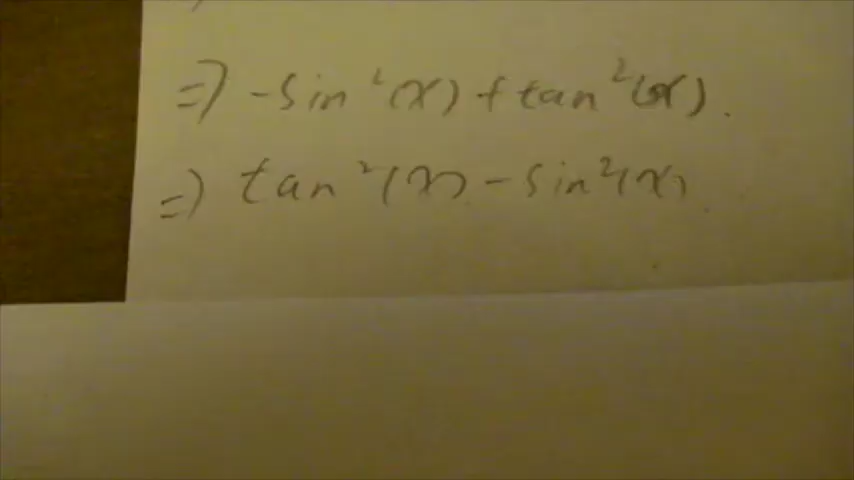 => -sin²(x) + tan²(x).
=> tan²(x) - sin²(x).